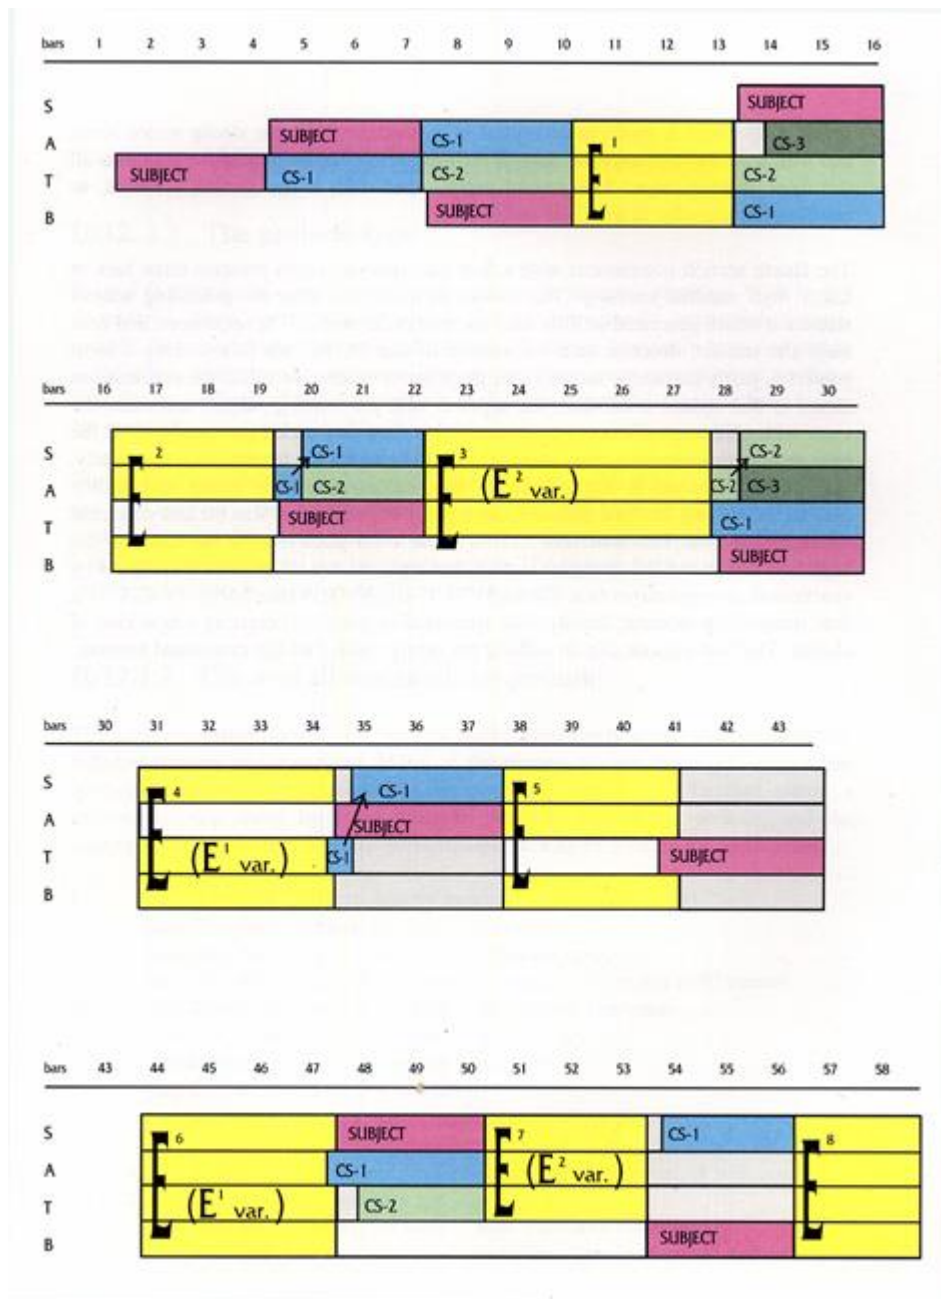 bars 1 2 3 4 5 6 7 8 9 10 11 12 13 14 15 16
S SUBJECT
A SUBJECT CS-1 E 1 CS-3
T SUBJECT CS-1 CS-2 CS-2
B SUBJECT CS-1
bars 16 17 18 19 20 21 22 23 24 25 26 27 28 29 30
S E 2 CS-1 E 3 CS-2
A CS-1 CS-2 (E 2 var.) CS-2 CS-3
T SUBJECT CS-1
B SUBJECT
bars 30 31 32 33 34 35 36 37 38 39 40 41 42 43
S E 4 CS-1 E 5
A SUBJECT
T (E 1 var.) CS-1 SUBJECT
B
bars 43 44 45 46 47 48 49 50 51 52 53 54 55 56 57 58
S E 6 SUBJECT E 7 CS-1 E 8
A CS-1 (E 2 var.)
T (E 1 var.) CS-2
B SUBJECT